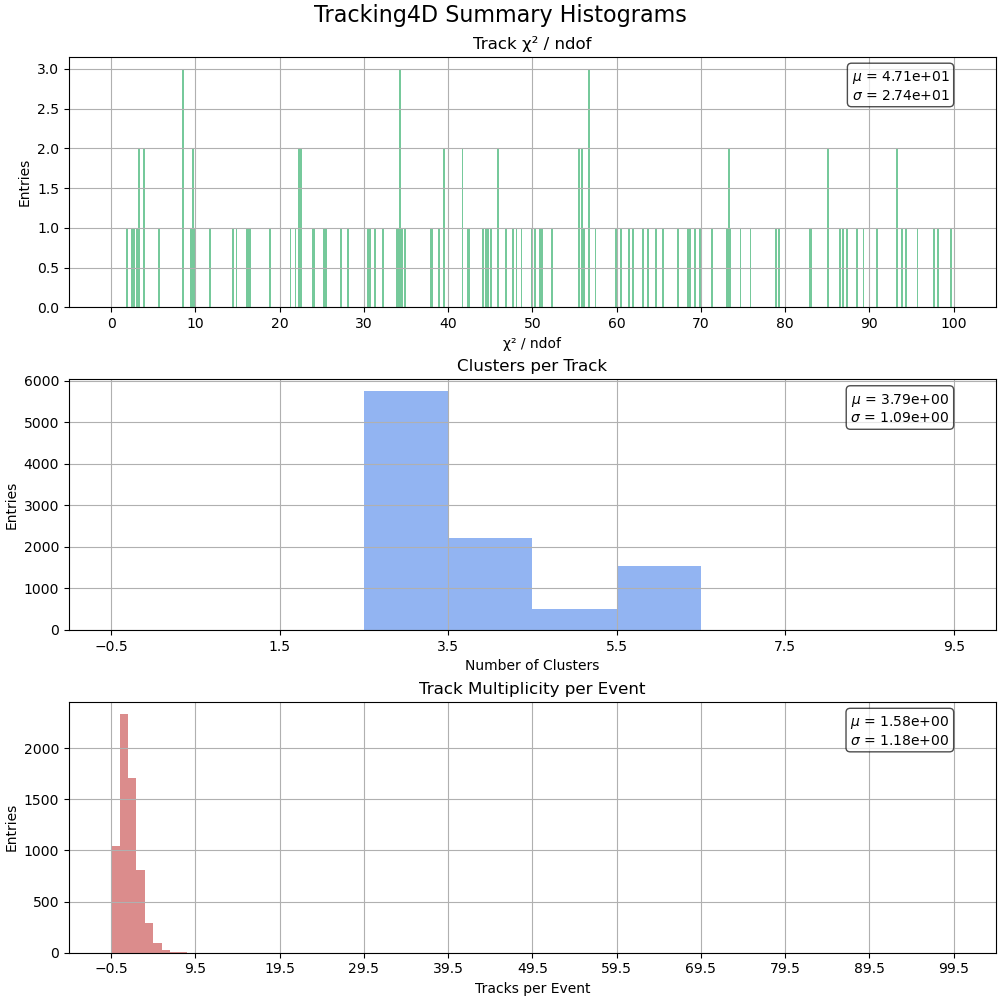 Tracking4D Summary Histograms
Track χ² / ndof
μ = 4.71e+01
σ = 2.74e+01
Entries
3.0
2.5
2.0
1.5
1.0
0.5
0.0
0 10 20 30 40 50 60 70 80 90 100
χ² / ndof
Clusters per Track
μ = 3.79e+00
σ = 1.09e+00
Entries
6000
5000
4000
3000
2000
1000
0
−0.5 1.5 3.5 5.5 7.5 9.5
Number of Clusters
Track Multiplicity per Event
μ = 1.58e+00
σ = 1.18e+00
Entries
2000
1500
1000
500
0
−0.5 9.5 19.5 29.5 39.5 49.5 59.5 69.5 79.5 89.5 99.5
Tracks per Event